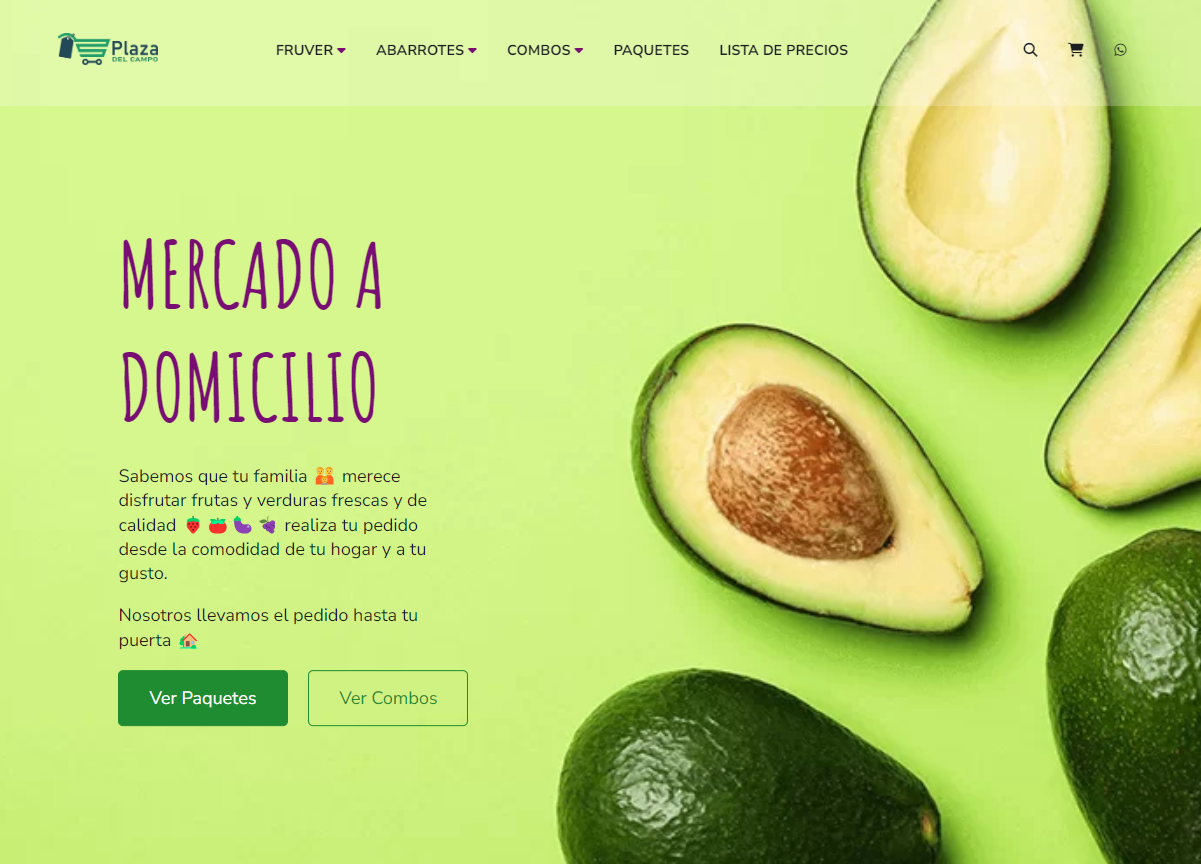 Plaza
DEL CAMPO
FRUVER
ABARROTES
COMBOS
PAQUETES
LISTA DE PRECIOS
MERCADO A
DOMICILIO
Sabemos que tu familia 👨‍👩‍👧‍👦 merece
disfrutar frutas y verduras frescas y de
calidad 🍓 🍅 🍆 🍇 realiza tu pedido
desde la comodidad de tu hogar y a tu
gusto.
Nosotros llevamos el pedido hasta tu
puerta 🏡
Ver Paquetes
Ver Combos